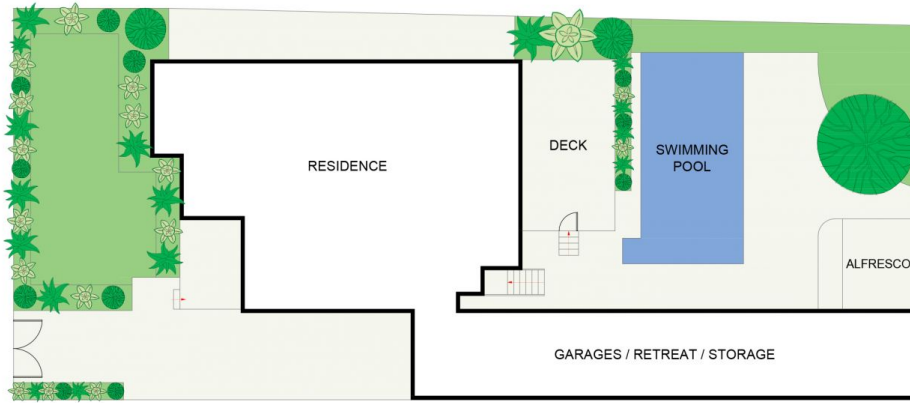 DECK
SWIMMING
POOL
RESIDENCE
ALFRESCO
GARAGES / RETREAT / STORAGE